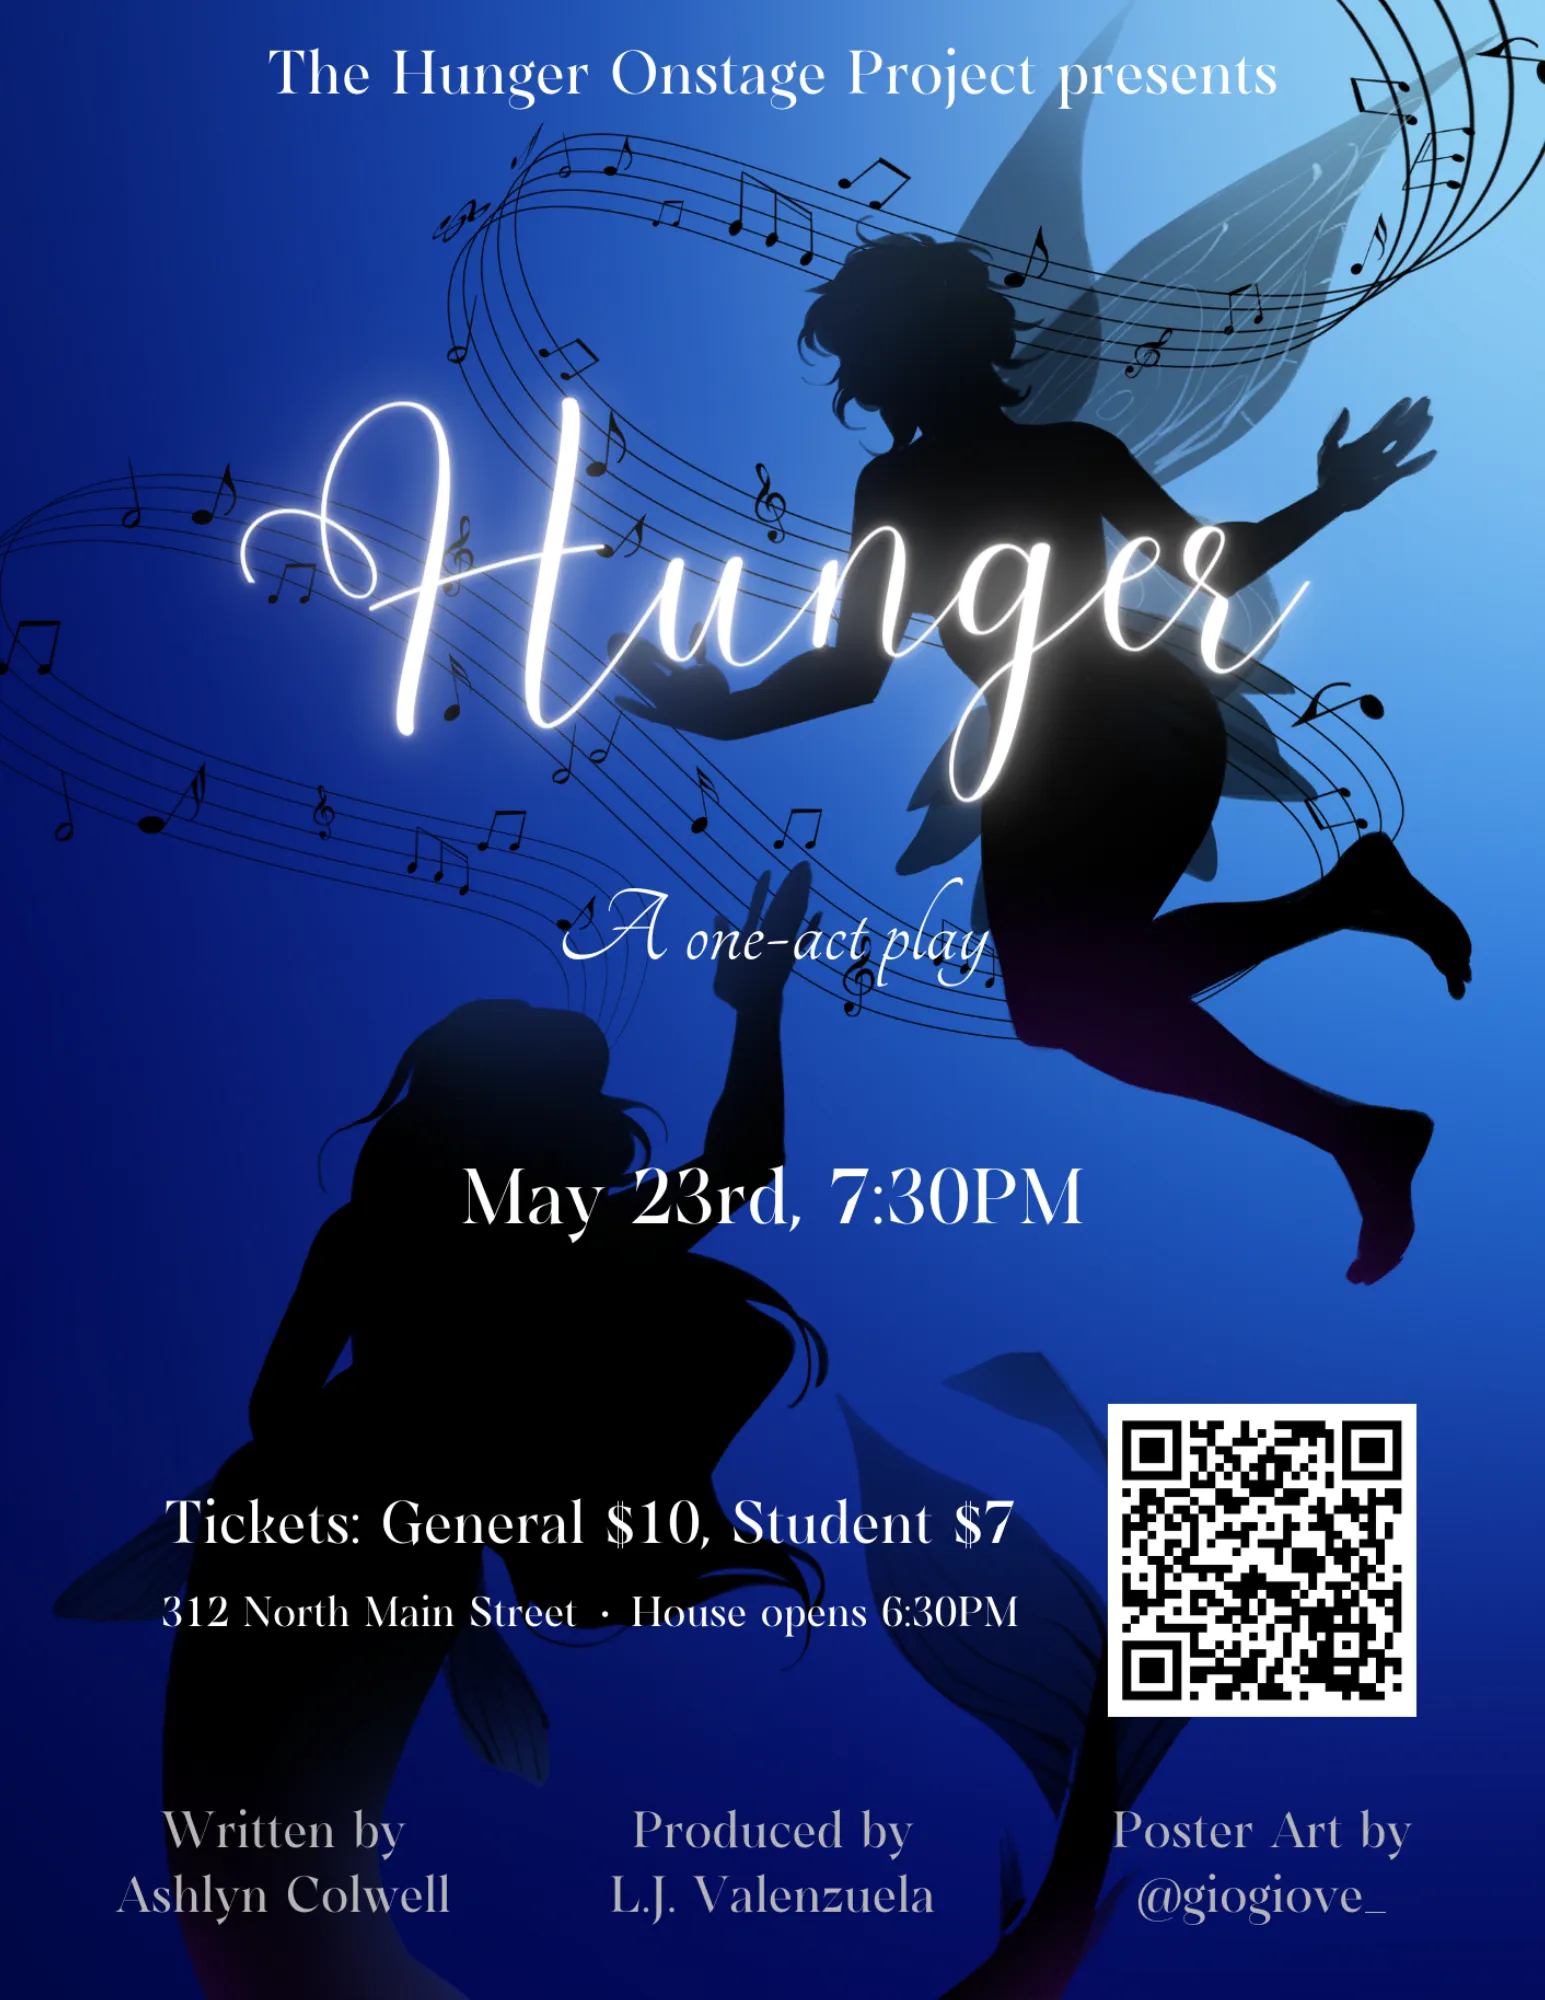 The Hunger Onstage Project presents
Hunger
A one-act play
May 23rd, 7:30PM
Tickets: General $10, Student $7
312 North Main Street · House opens 6:30PM
Written by
Ashlyn Colwell
Produced by
L.J. Valenzuela
Poster Art by
@giogiove_